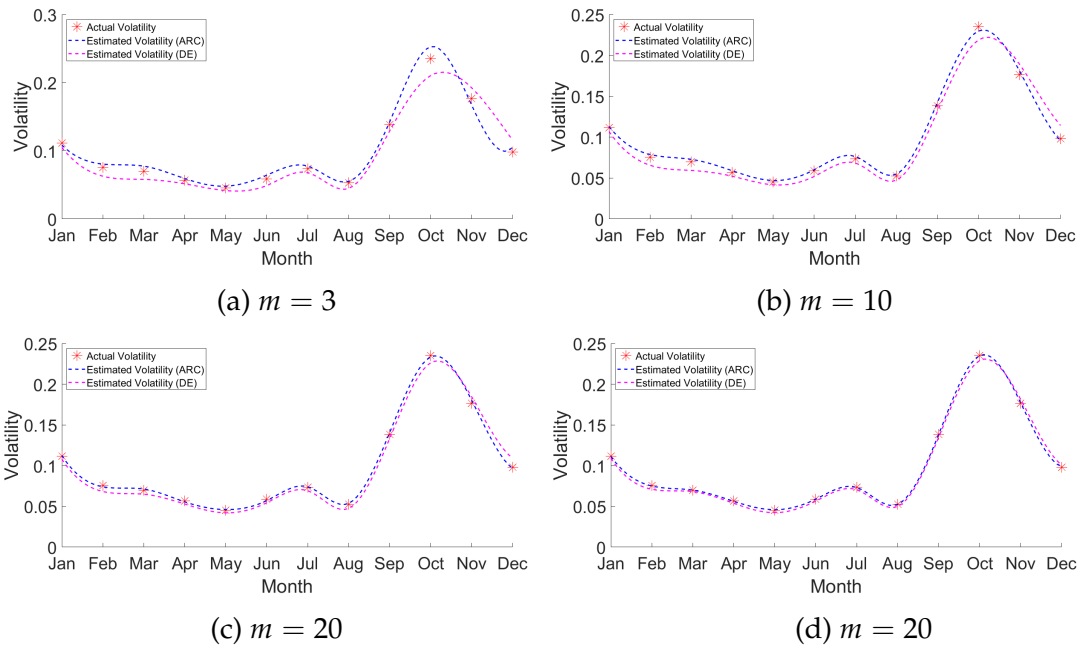 0.3
0.2
0.1
0
Volatility
Actual Volatility
Estimated Volatility (ARC)
Estimated Volatility (DE)
Jan Feb Mar Apr May Jun Jul Aug Sep Oct Nov Dec
Month
(a) m = 3
0.25
0.2
0.15
0.1
0.05
0
Volatility
Actual Volatility
Estimated Volatility (ARC)
Estimated Volatility (DE)
Jan Feb Mar Apr May Jun Jul Aug Sep Oct Nov Dec
Month
(b) m = 10
0.25
0.2
0.15
0.1
0.05
0
Volatility
Actual Volatility
Estimated Volatility (ARC)
Estimated Volatility (DE)
Jan Feb Mar Apr May Jun Jul Aug Sep Oct Nov Dec
Month
(c) m = 20
0.25
0.2
0.15
0.1
0.05
0
Volatility
Actual Volatility
Estimated Volatility (ARC)
Estimated Volatility (DE)
Jan Feb Mar Apr May Jun Jul Aug Sep Oct Nov Dec
Month
(d) m = 20